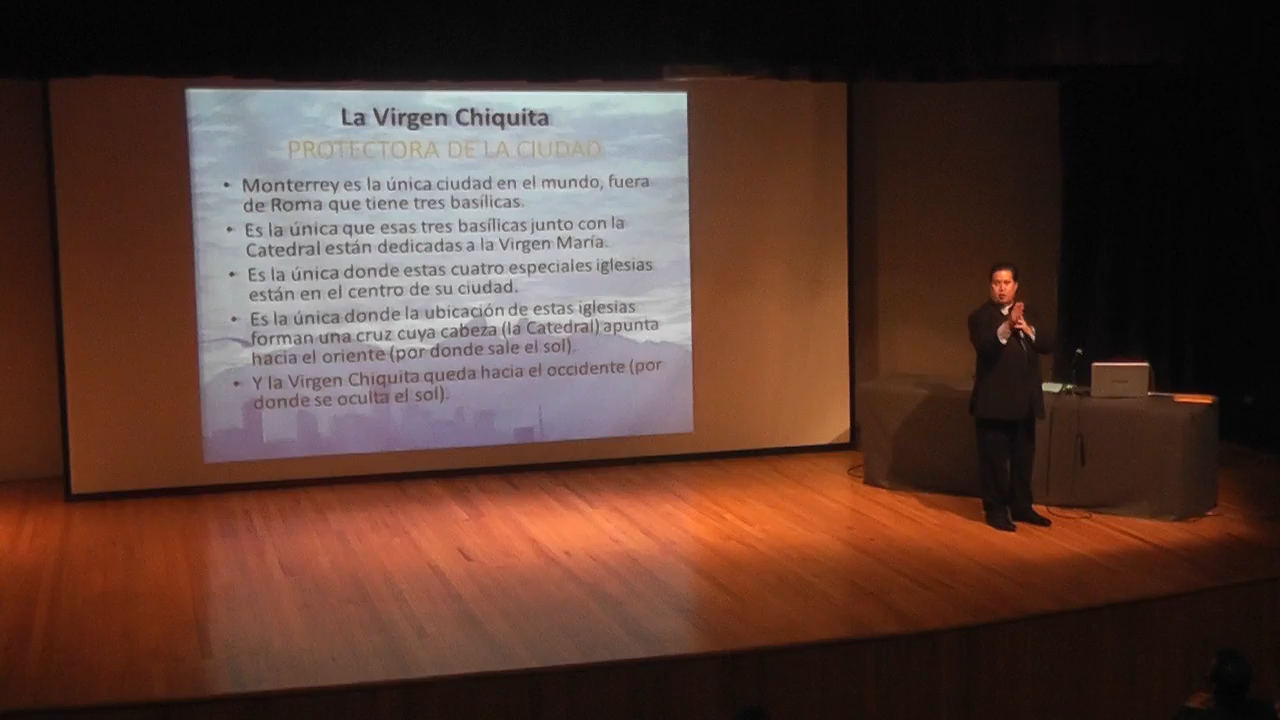 La Virgen Chiquita
PROTECTORA DE LA CIUDAD
• Monterrey es la única ciudad en el mundo, fuera
de Roma que tiene tres basílicas.
• Es la única que esas tres basílicas junto con la
Catedral están dedicadas a la Virgen María.
• Es la única donde estas cuatro especiales iglesias
están en el centro de su ciudad.
• Es la única donde la ubicación de estas iglesias
forman una cruz cuya cabeza (la Catedral) apunta
hacia el oriente (por donde sale el sol).
• Y la Virgen Chiquita queda hacia el occidente (por
donde se oculta el sol).